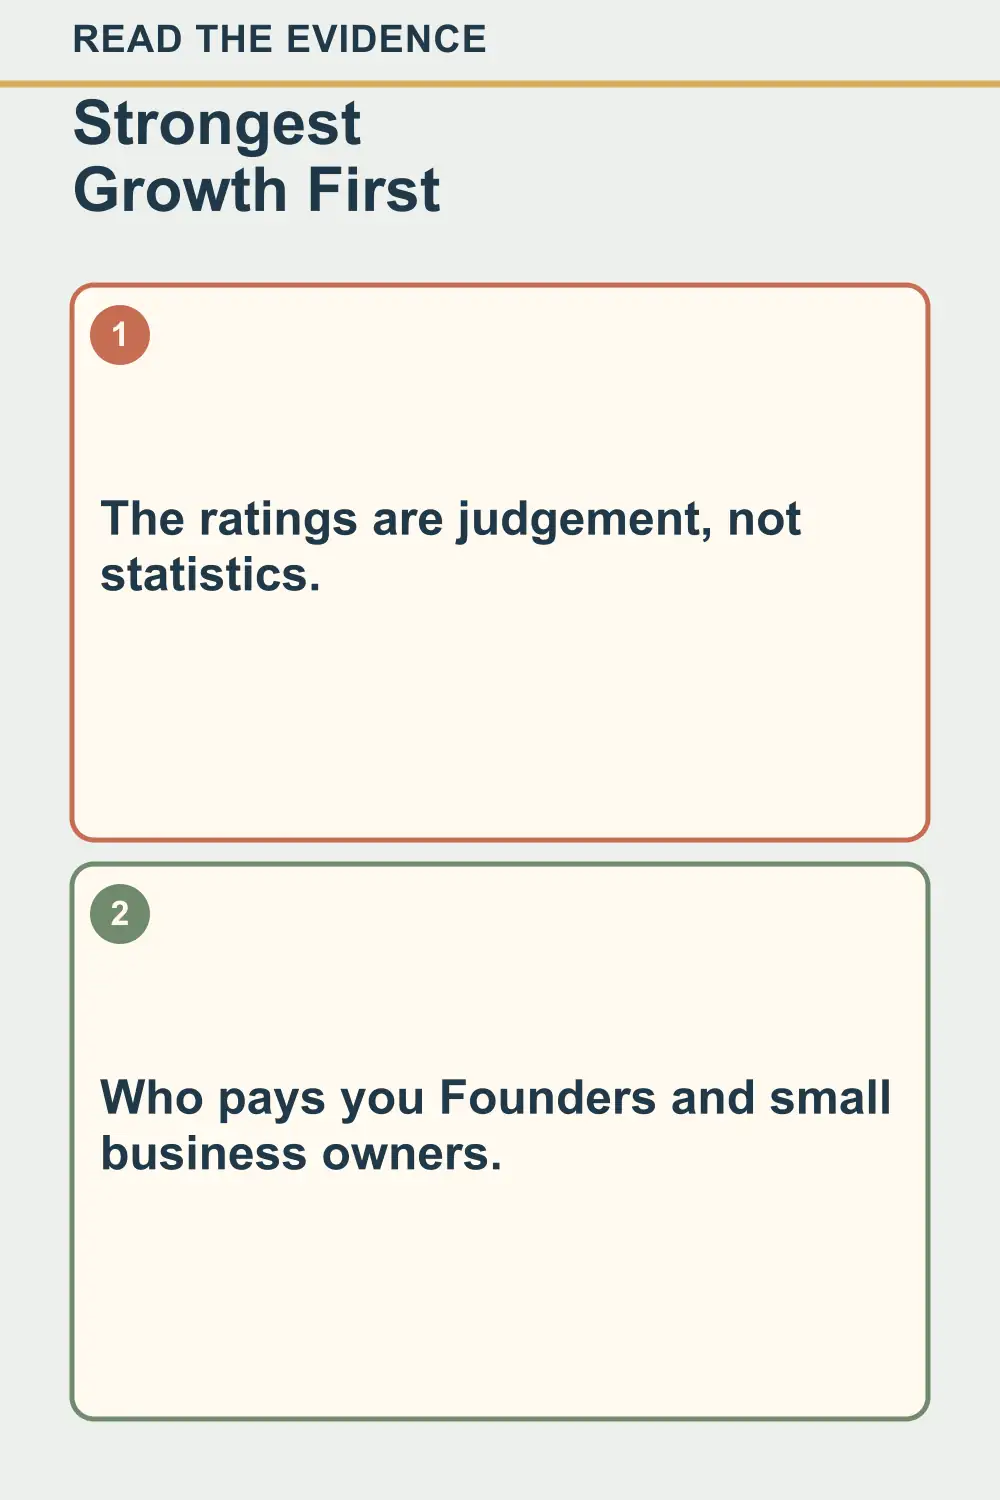 READ THE EVIDENCE
Strongest
Growth First
1
The ratings are judgement, not
statistics.
2
Who pays you Founders and small
business owners.